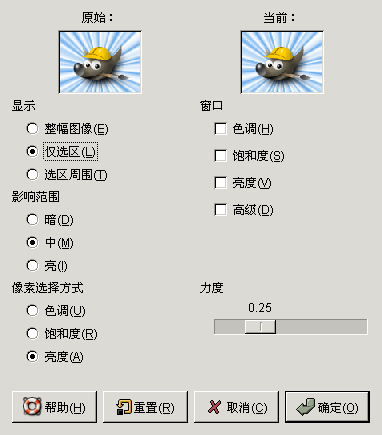 原始：
当前：
显示
整幅图像(E)
仅选区(L)
选区周围(T)
影响范围
暗(D)
中(M)
亮(I)
像素选择方式
色调(U)
饱和度(R)
亮度(A)
窗口
色调(H)
饱和度(S)
亮度(V)
高级(D)
力度
0.25
帮助(H)
重置(R)
取消(C)
确定(O)